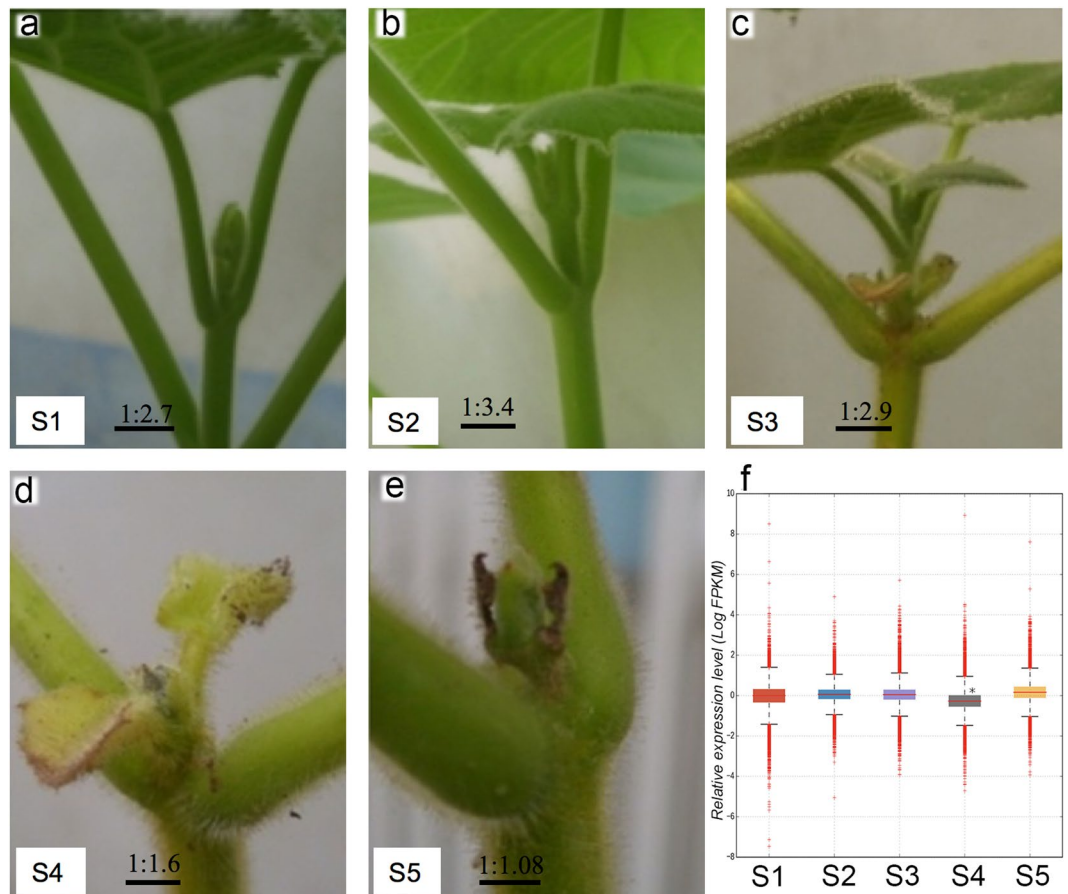 a
b
c
S1
1:2.7
S2
1:3.4
S3
1:2.9
d
e
f
S4
1:1.6
S5
1:1.08
Relative expression level (Log FPKM)
10
8
6
4
2
0
-2
-4
-6
-8
*
S1 S2 S3 S4 S5